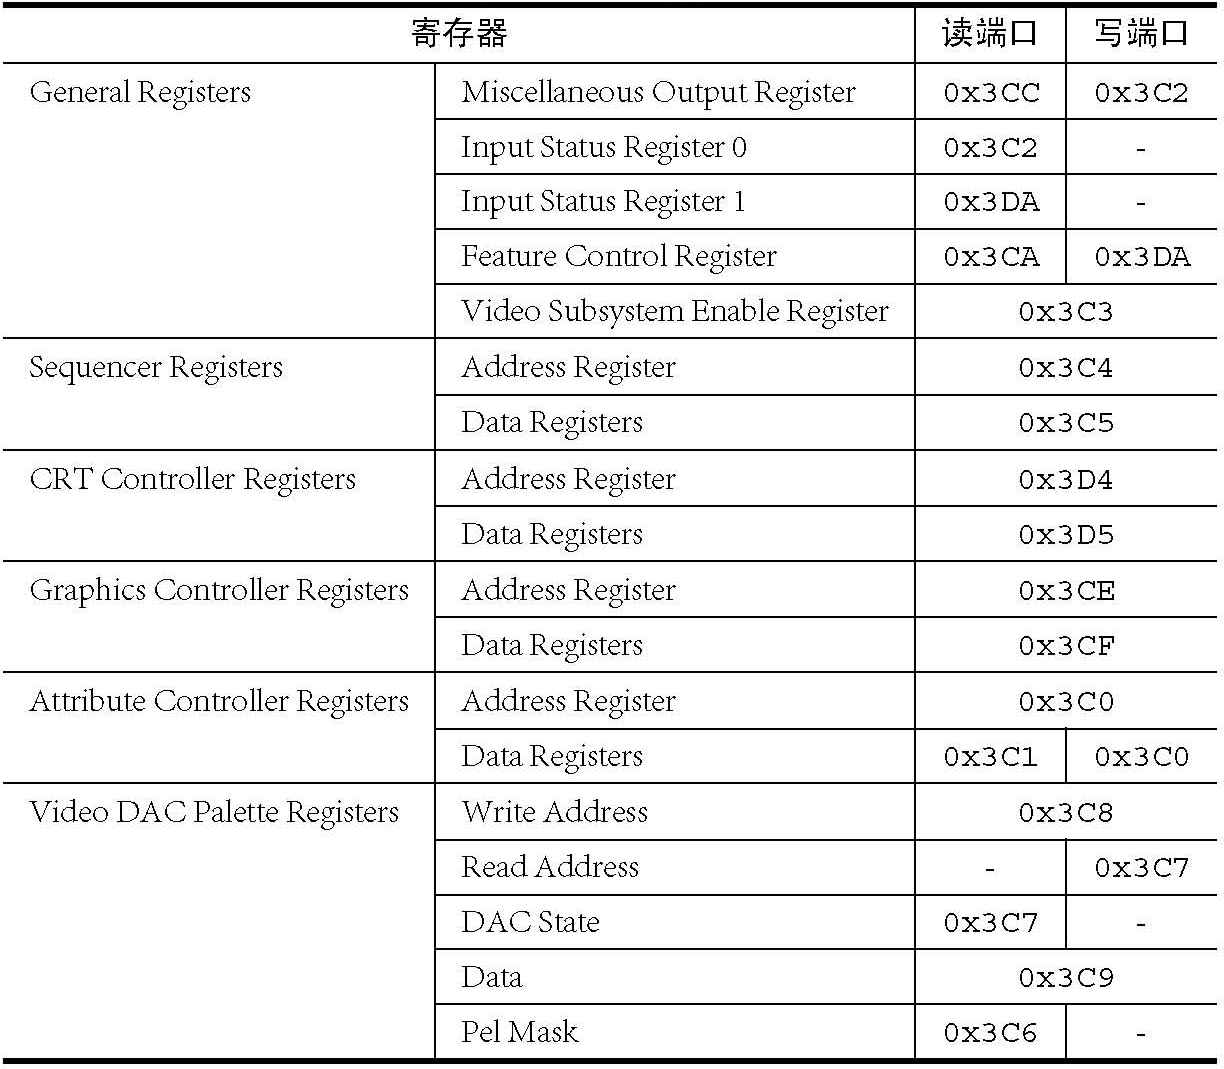 寄存器 读端口 写端口
General Registers Miscellaneous Output Register 0x3CC 0x3C2
Input Status Register 0 0x3C2 -
Input Status Register 1 0x3DA -
Feature Control Register 0x3CA 0x3DA
Video Subsystem Enable Register 0x3C3
Sequencer Registers Address Register 0x3C4
Data Registers 0x3C5
CRT Controller Registers Address Register 0x3D4
Data Registers 0x3D5
Graphics Controller Registers Address Register 0x3CE
Data Registers 0x3CF
Attribute Controller Registers Address Register 0x3C0
Data Registers 0x3C1 0x3C0
Video DAC Palette Registers Write Address 0x3C8
Read Address - 0x3C7
DAC State 0x3C7 -
Data 0x3C9
Pel Mask 0x3C6 -